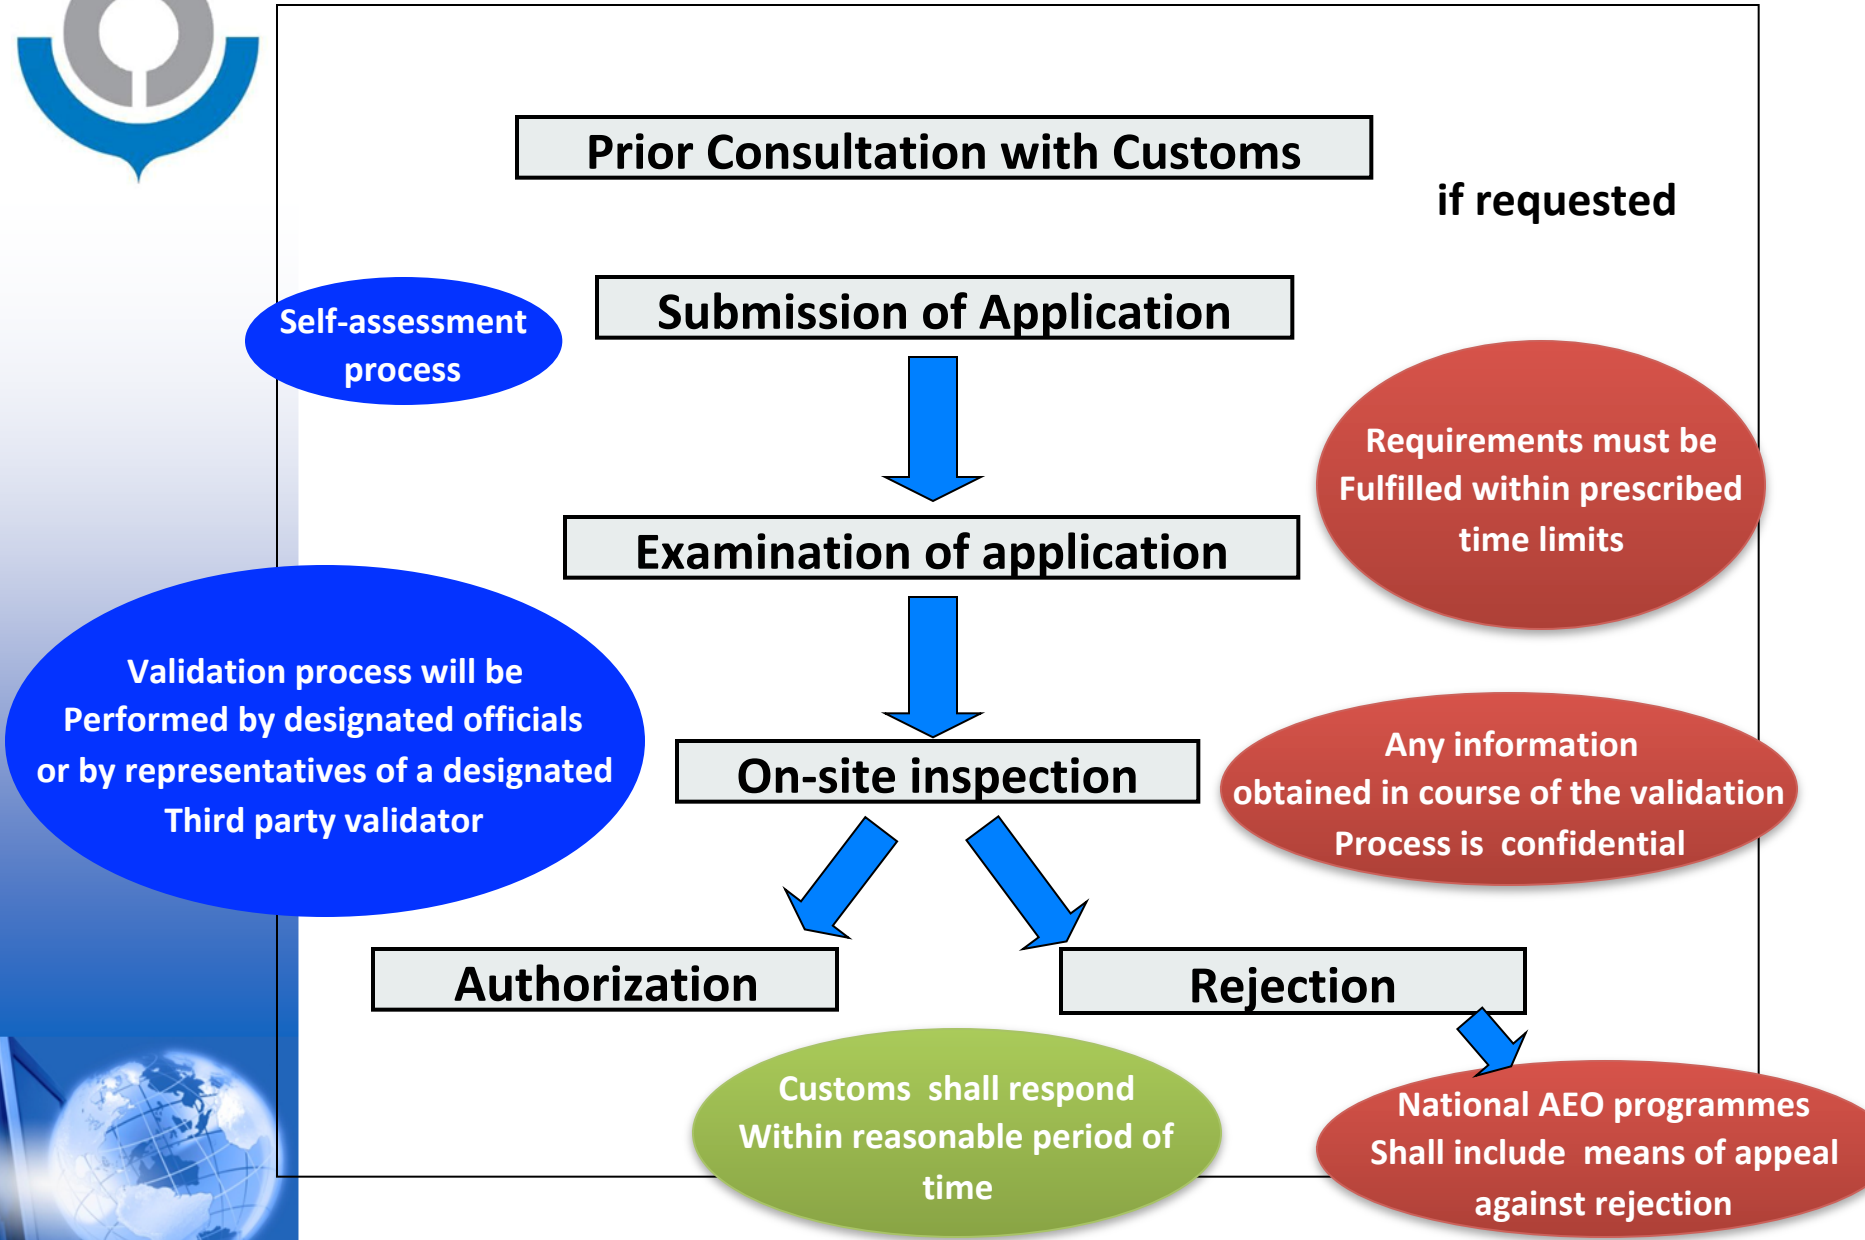 Prior Consultation with Customs
if requested
Submission of Application
Self-assessment
process
Requirements must be
Fulfilled within prescribed
time limits
Examination of application
Validation process will be
Performed by designated officials
or by representatives of a designated
Third party validator
On-site inspection
Any information
obtained in course of the validation
Process is  confidential
Authorization
Rejection
Customs  shall respond
Within reasonable period of
time
National AEO programmes
Shall include  means of appeal
against rejection